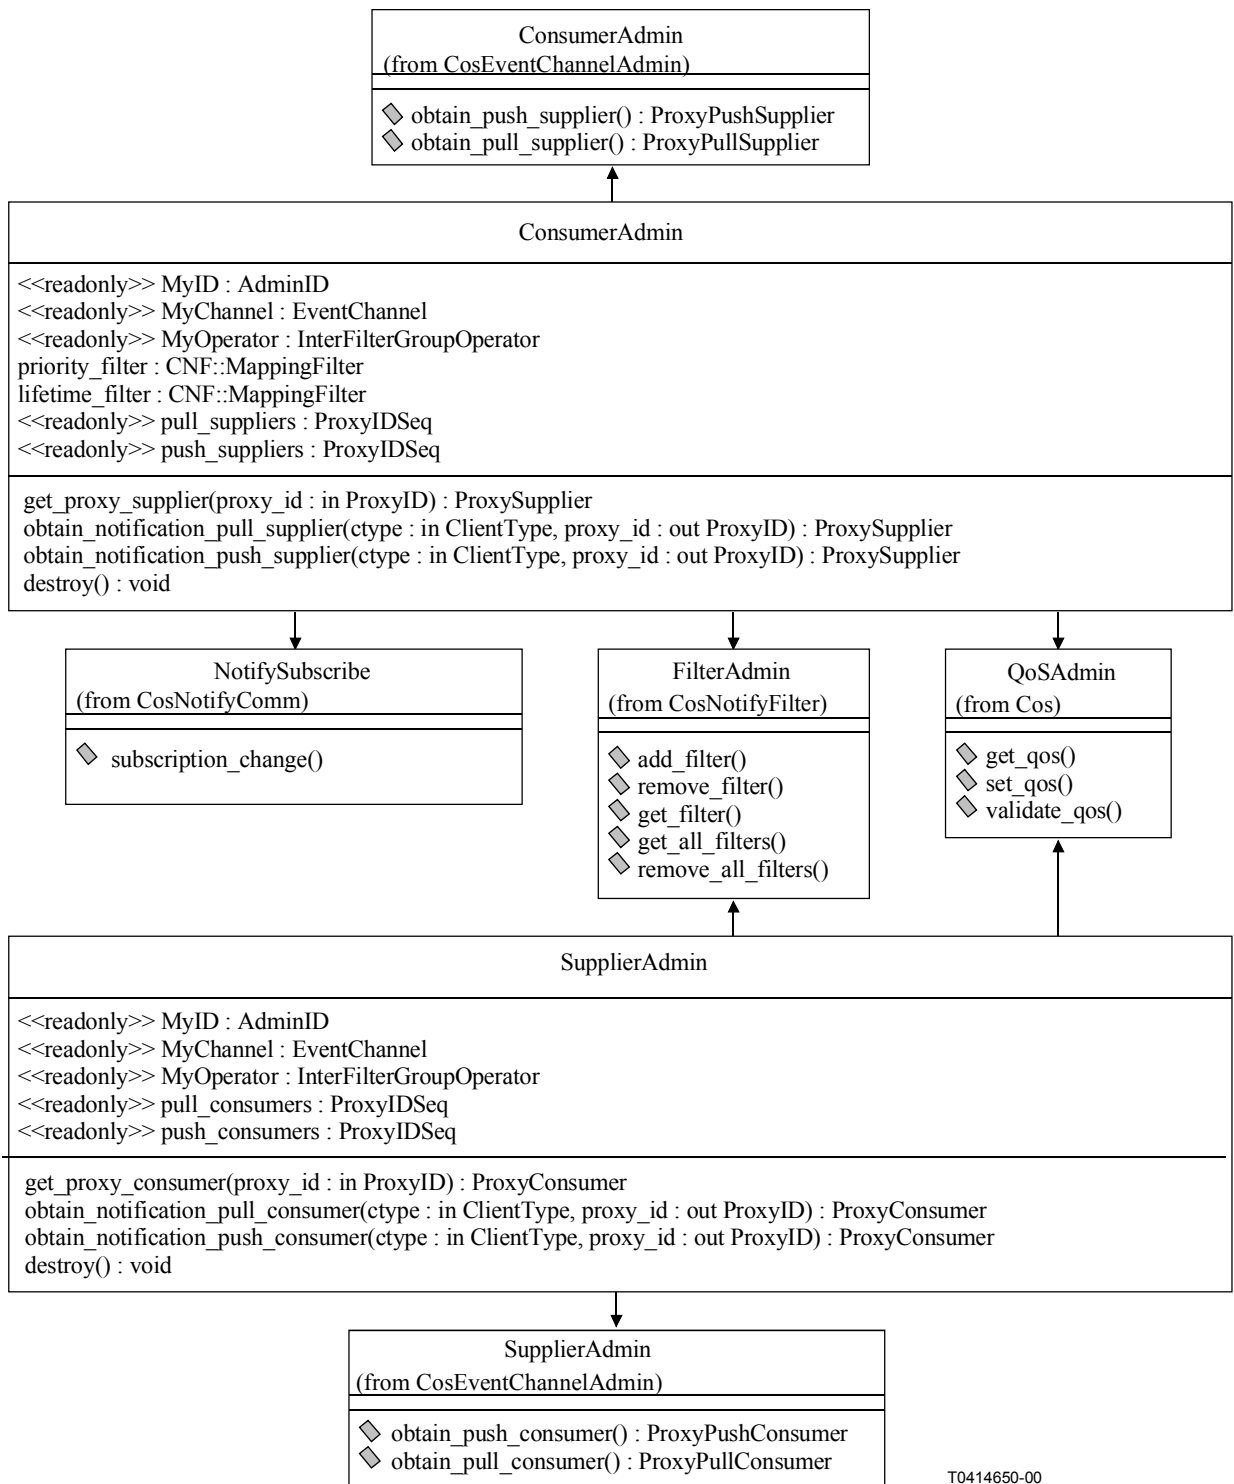 ConsumerAdmin
(from CosEventChannelAdmin)
obtain_push_supplier() : ProxyPushSupplier
obtain_pull_supplier() : ProxyPullSupplier
ConsumerAdmin
<<readonly>> MyID : AdminID
<<readonly>> MyChannel : EventChannel
<<readonly>> MyOperator : InterFilterGroupOperator
priority_filter : CNF::MappingFilter
lifetime_filter : CNF::MappingFilter
<<readonly>> pull_suppliers : ProxyIDSeq
<<readonly>> push_suppliers : ProxyIDSeq
get_proxy_supplier(proxy_id : in ProxyID) : ProxySupplier
obtain_notification_pull_supplier(ctype : in ClientType, proxy_id : out ProxyID) : ProxySupplier
obtain_notification_push_supplier(ctype : in ClientType, proxy_id : out ProxyID) : ProxySupplier
destroy() : void
NotifySubscribe
(from CosNotifyComm)
subscription_change()
FilterAdmin
(from CosNotifyFilter)
add_filter()
remove_filter()
get_filter()
get_all_filters()
remove_all_filters()
QoSAdmin
(from Cos)
get_qos()
set_qos()
validate_qos()
SupplierAdmin
<<readonly>> MyID : AdminID
<<readonly>> MyChannel : EventChannel
<<readonly>> MyOperator : InterFilterGroupOperator
<<readonly>> pull_consumers : ProxyIDSeq
<<readonly>> push_consumers : ProxyIDSeq
get_proxy_consumer(proxy_id : in ProxyID) : ProxyConsumer
obtain_notification_pull_consumer(ctype : in ClientType, proxy_id : out ProxyID) : ProxyConsumer
obtain_notification_push_consumer(ctype : in ClientType, proxy_id : out ProxyID) : ProxyConsumer
destroy() : void
SupplierAdmin
(from CosEventChannelAdmin)
obtain_push_consumer() : ProxyPushConsumer
obtain_pull_consumer() : ProxyPullConsumer
T0414650-00